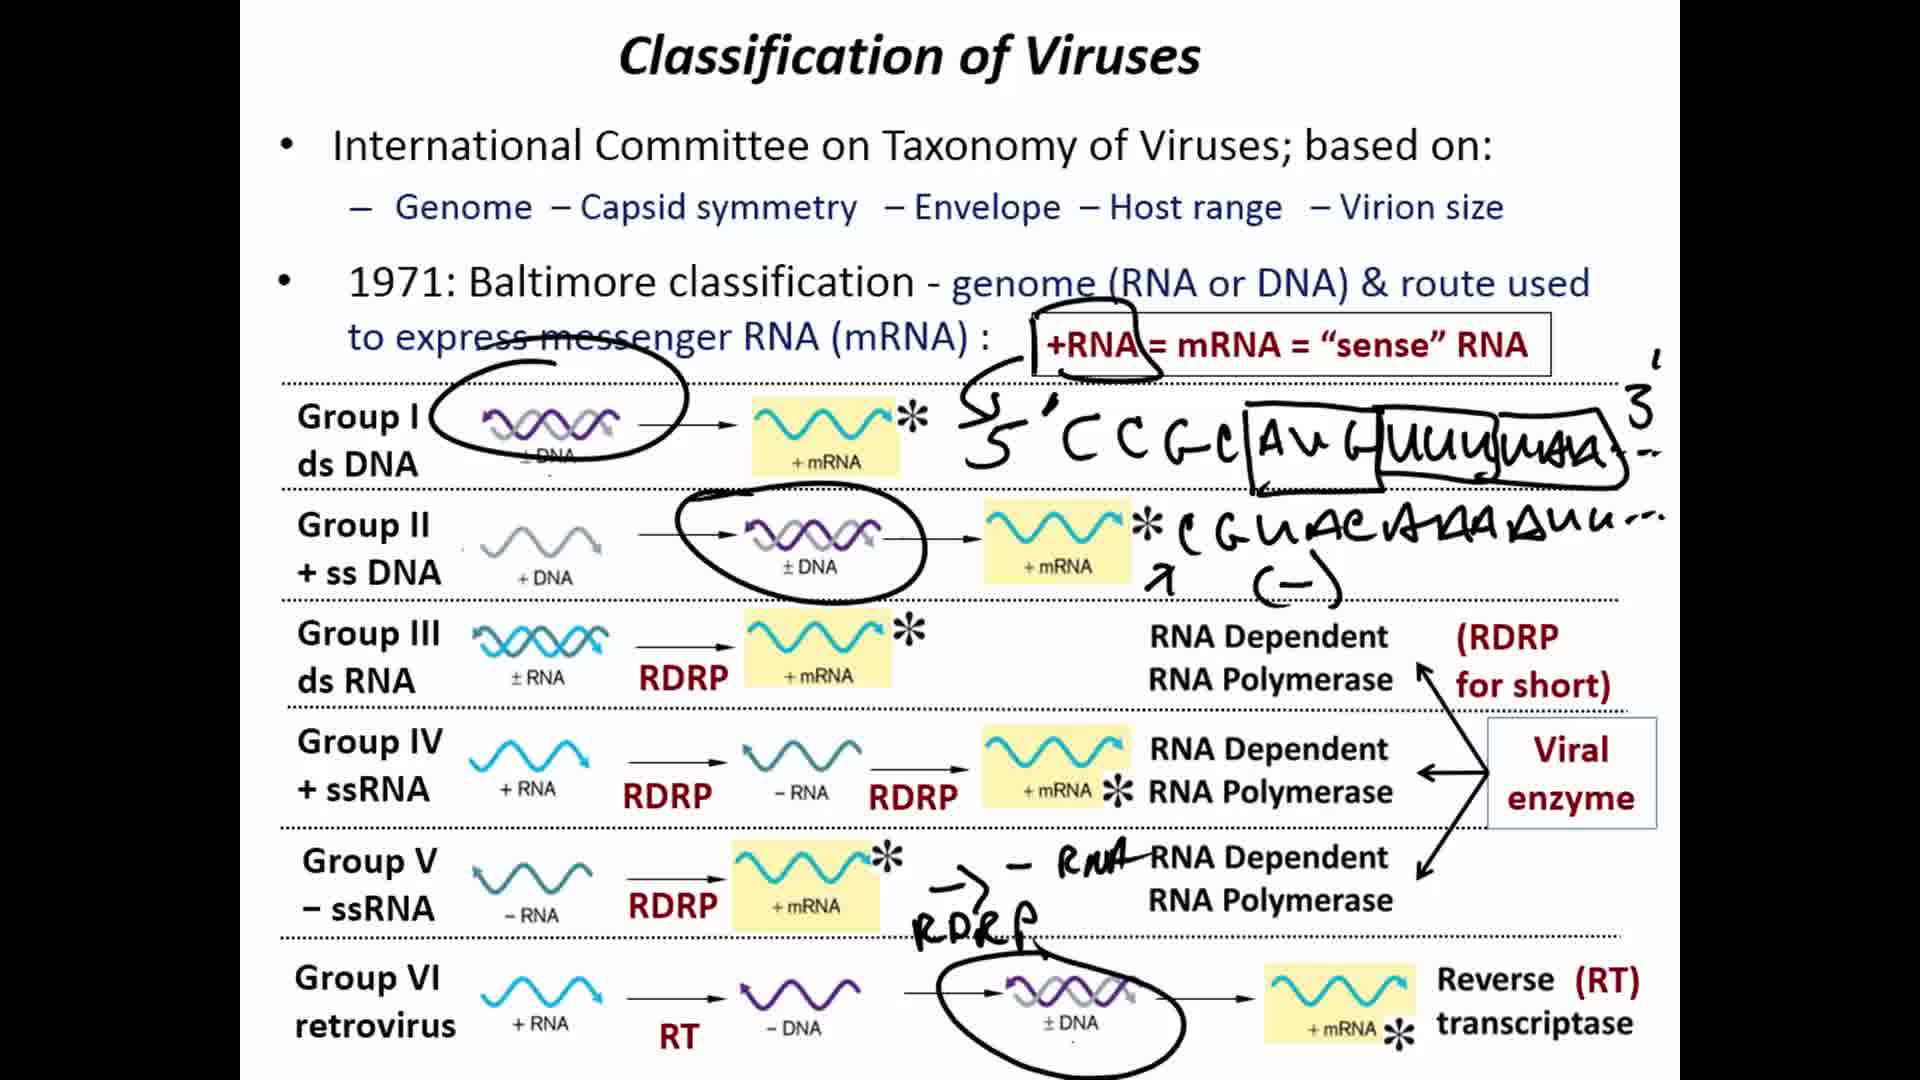 Classification of Viruses
• International Committee on Taxonomy of Viruses; based on:
– Genome – Capsid symmetry – Envelope – Host range – Virion size
• 1971: Baltimore classification - genome (RNA or DNA) & route used
to express messenger RNA (mRNA) :
+RNA = mRNA = “sense” RNA
Group I
ds DNA
± DNA
+ mRNA
*
5' CCGC AUG UUU UAA... 3'
Group II
+ ss DNA
+ DNA
± DNA
+ mRNA
*
CGUACAAAAUU...
(-)
Group III
ds RNA
± RNA
RDRP
+ mRNA
*
RNA Dependent
RNA Polymerase
(RDRP
for short)
Group IV
+ ssRNA
+ RNA
RDRP
– RNA
RDRP
+ mRNA
*
RNA Dependent
RNA Polymerase
Viral
enzyme
Group V
– ssRNA
– RNA
RDRP
+ mRNA
*
- RNA
RDRP
RNA Dependent
RNA Polymerase
Group VI
retrovirus
+ RNA
RT
– DNA
± DNA
+ mRNA
*
Reverse (RT)
transcriptase